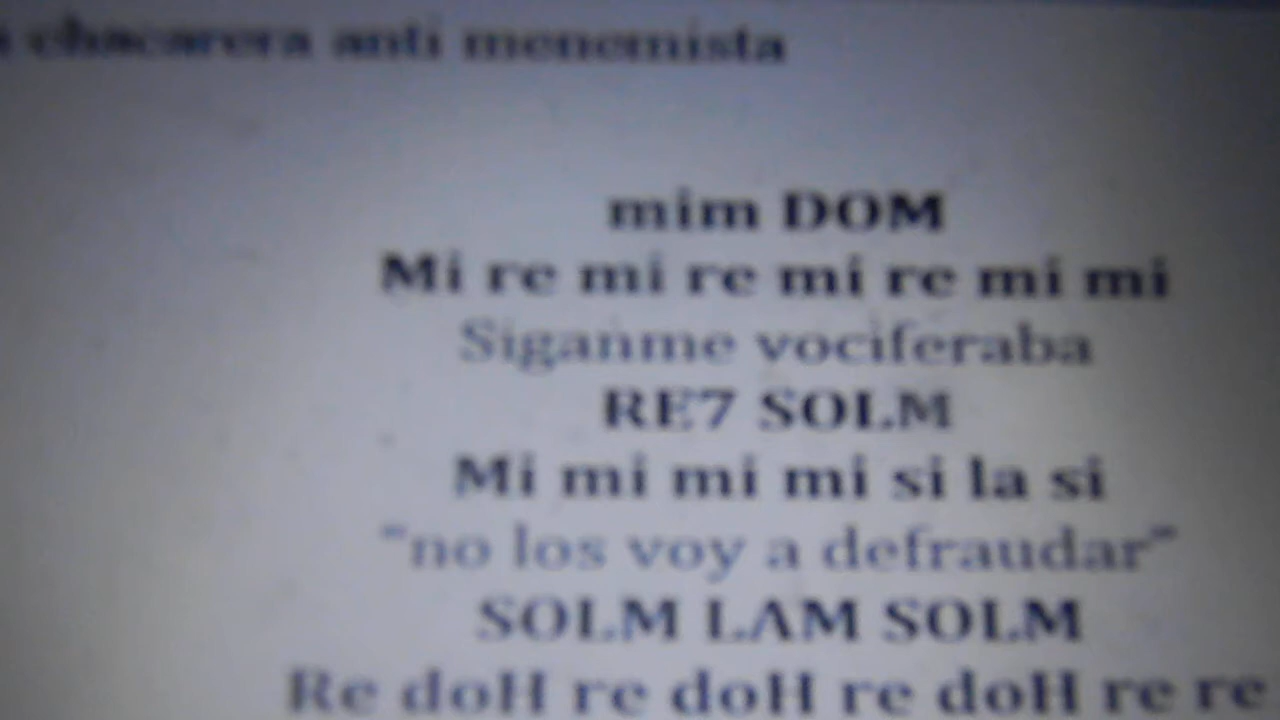 chacarera anti menemista
mim DOM
Mi re mi re mi re mi mi
Siganme vociferaba
RE7 SOLM
Mi mi mi mi si la si
"no los voy a defraudar"
SOLM LAM SOLM
Re doH re doH re doH re re